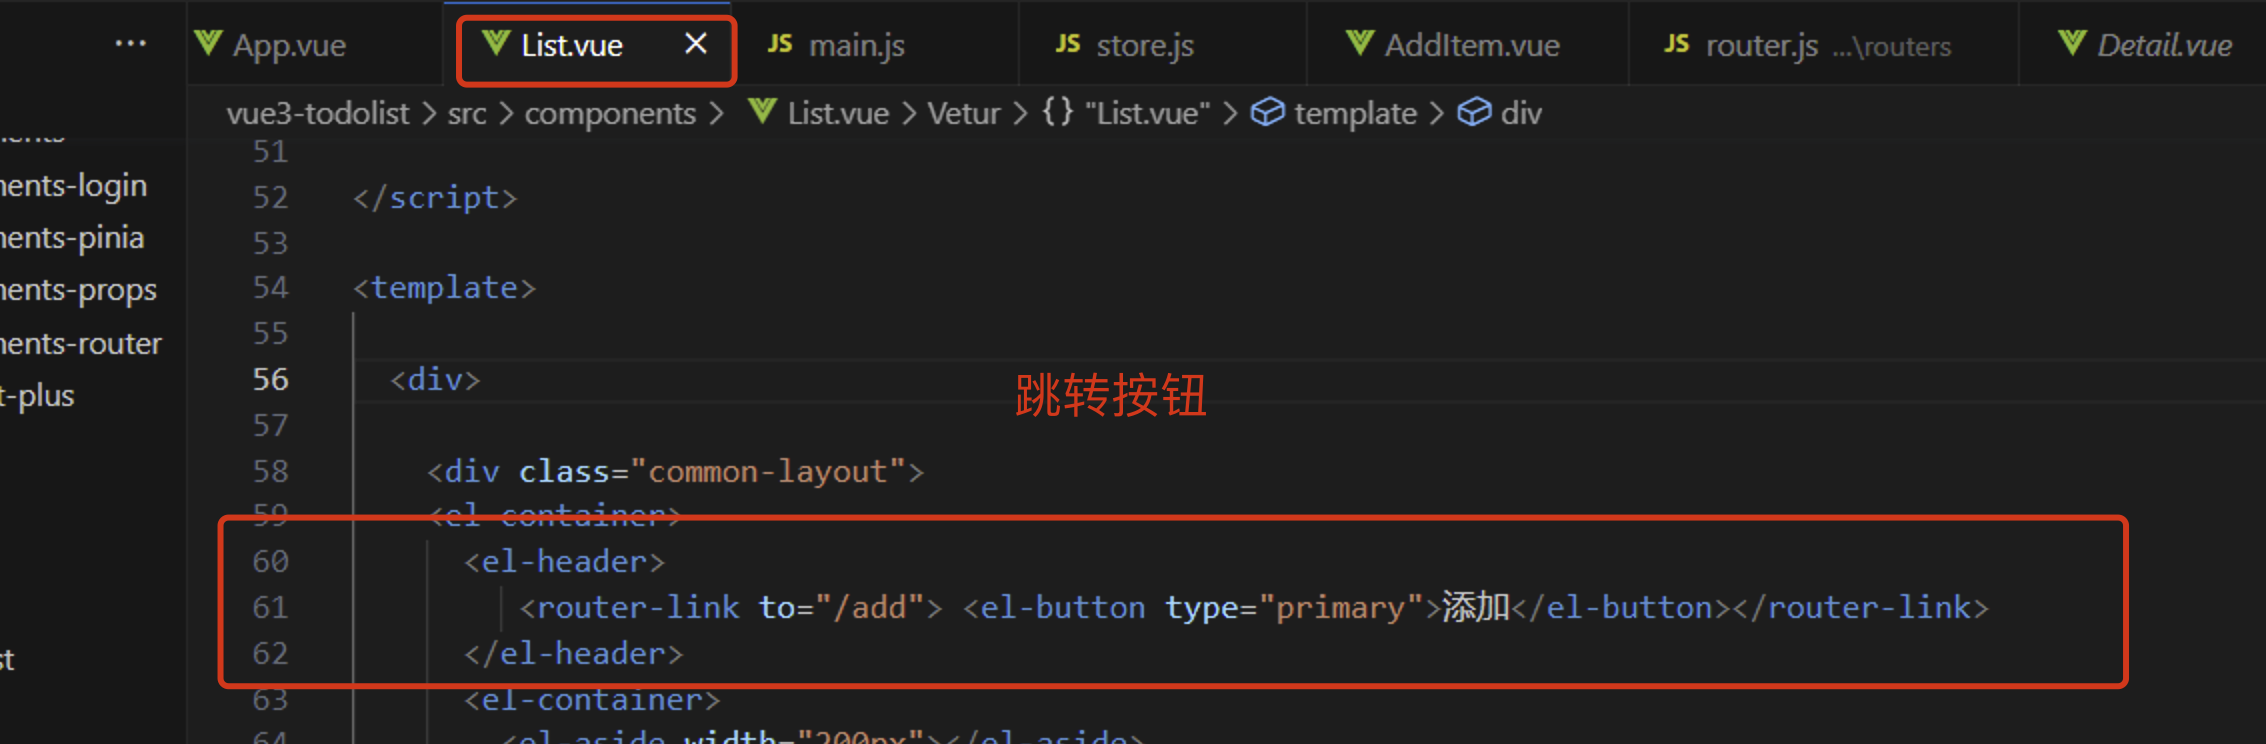 ··· App.vue List.vue × JS main.js JS store.js AddItem.vue JS router.js ...\routers Detail.vue
vue3-todolist > src > components > List.vue > Vetur > {} "List.vue" > template > div
51
nents-login
52 </script>
nents-pinia
53
nents-props
54 <template>
nents-router
55
t-plus
56 <div>
跳转按钮
57
58 <div class="common-layout">
59 <el-container>
60 <el-header>
61 <router-link to="/add"> <el-button type="primary">添加</el-button></router-link>
st
62 </el-header>
63 <el-container>
64 <el-aside width="200px"></el-aside>